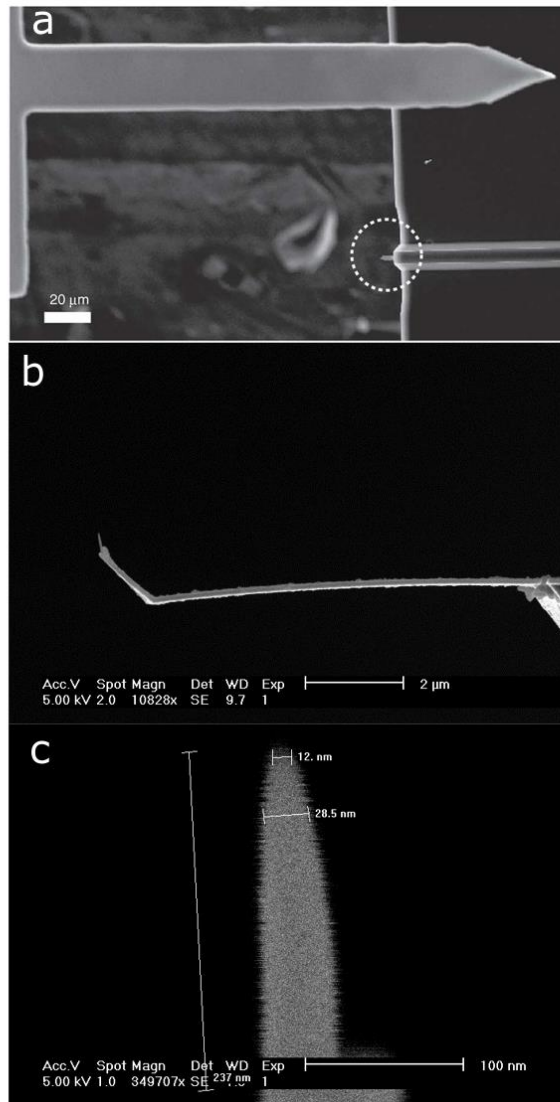 a
20 μm
b
Acc.V Spot Magn Det WD Exp 2 μm
5.00 kV 2.0 10828x SE 9.7 1
c
12. nm
28.5 nm
Acc.V Spot Magn Det WD Exp 100 nm
5.00 kV 1.0 349707x SE 1
237 nm